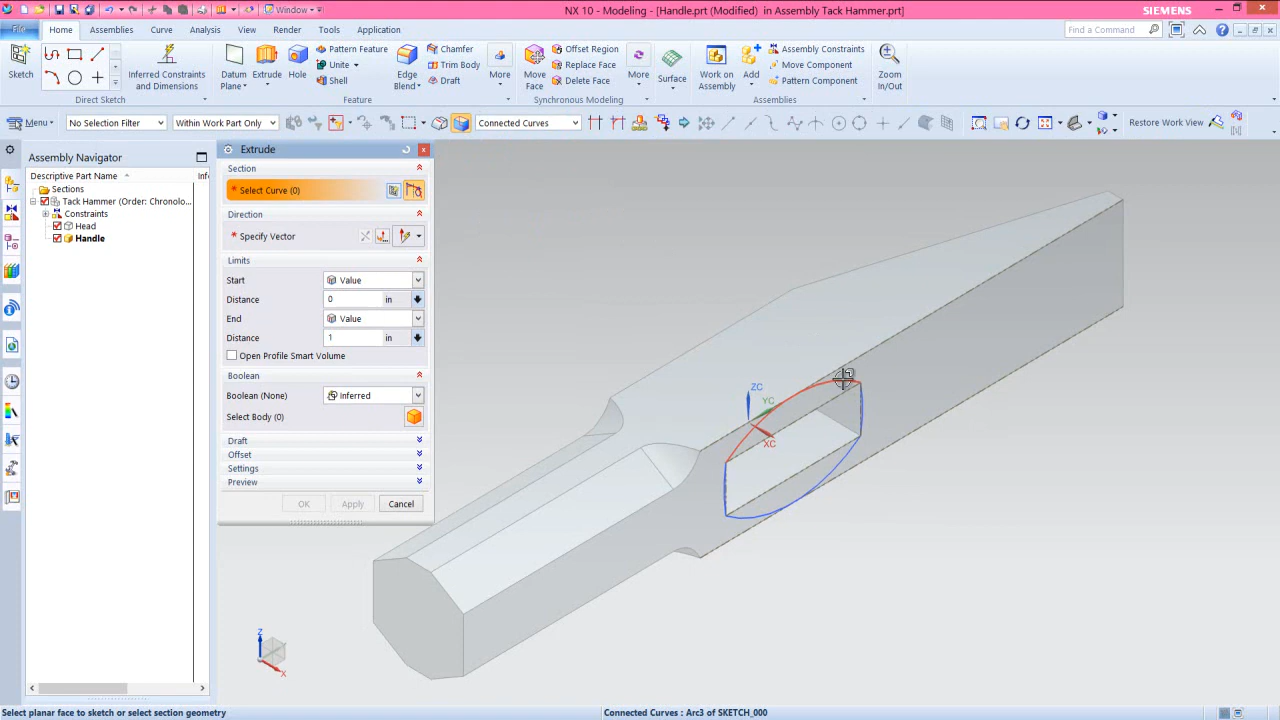 NX 10 - Modeling - [Handle.prt (Modified) in Assembly Tack Hammer.prt]
SIEMENS
Window
File Home Assemblies Curve Analysis View Render Tools Application
Find a Command
Sketch
Inferred Constraints and Dimensions
Direct Sketch
Datum Plane
Extrude
Hole
Pattern Feature
Unite
Shell
Edge Blend
Chamfer
Trim Body
Draft
More
Feature
Move Face
Offset Region
Replace Face
Delete Face
More
Surface
Synchronous Modeling
Work on Assembly
Add
Assembly Constraints
Move Component
Pattern Component
Assemblies
Zoom In/Out
Menu
No Selection Filter
Within Work Part Only
Connected Curves
Restore Work View
Assembly Navigator
Descriptive Part Name
Info
Sections
Tack Hammer (Order: Chronolo...
Constraints
Head
Handle
Extrude
Section
* Select Curve (0)
Direction
* Specify Vector
Limits
Start Value
Distance 0 in
End Value
Distance 1 in
Open Profile Smart Volume
Boolean
Boolean (None) Inferred
Select Body (0)
Draft
Offset
Settings
Preview
OK Apply Cancel
ZC
YC
XC
Z
X
Select planar face to sketch or select section geometry
Connected Curves : Arc3 of SKETCH_000